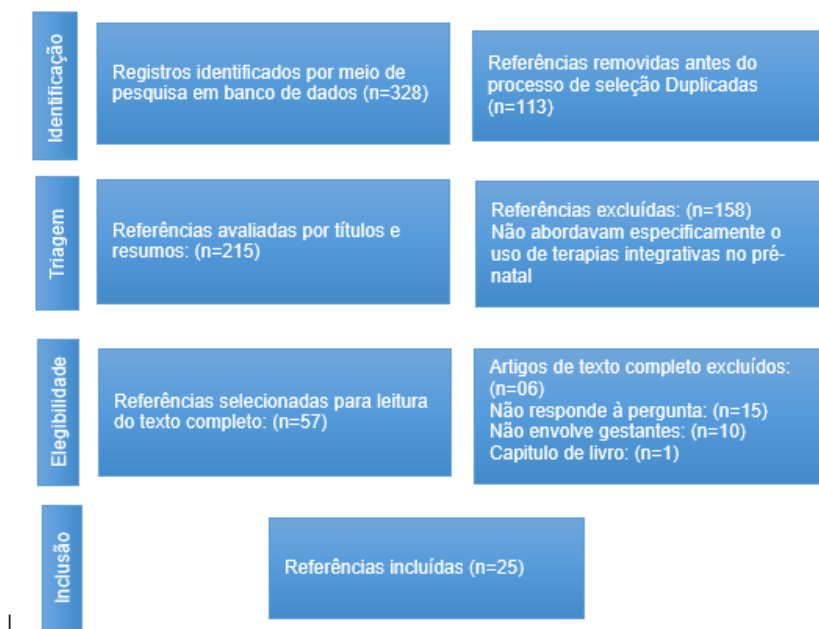 Identificação
Registros identificados por meio de
pesquisa em banco de dados (n=328)
Referências removidas antes do
processo de seleção Duplicadas
(n=113)
Triagem
Referências avaliadas por títulos e
resumos: (n=215)
Referências excluídas: (n=158)
Não abordavam especificamente o
uso de terapias integrativas no pré-
natal
Elegibilidade
Referências selecionadas para leitura
do texto completo: (n=57)
Artigos de texto completo excluídos:
(n=06)
Não responde à pergunta: (n=15)
Não envolve gestantes: (n=10)
Capitulo de livro: (n=1)
Inclusão
Referências incluídas (n=25)